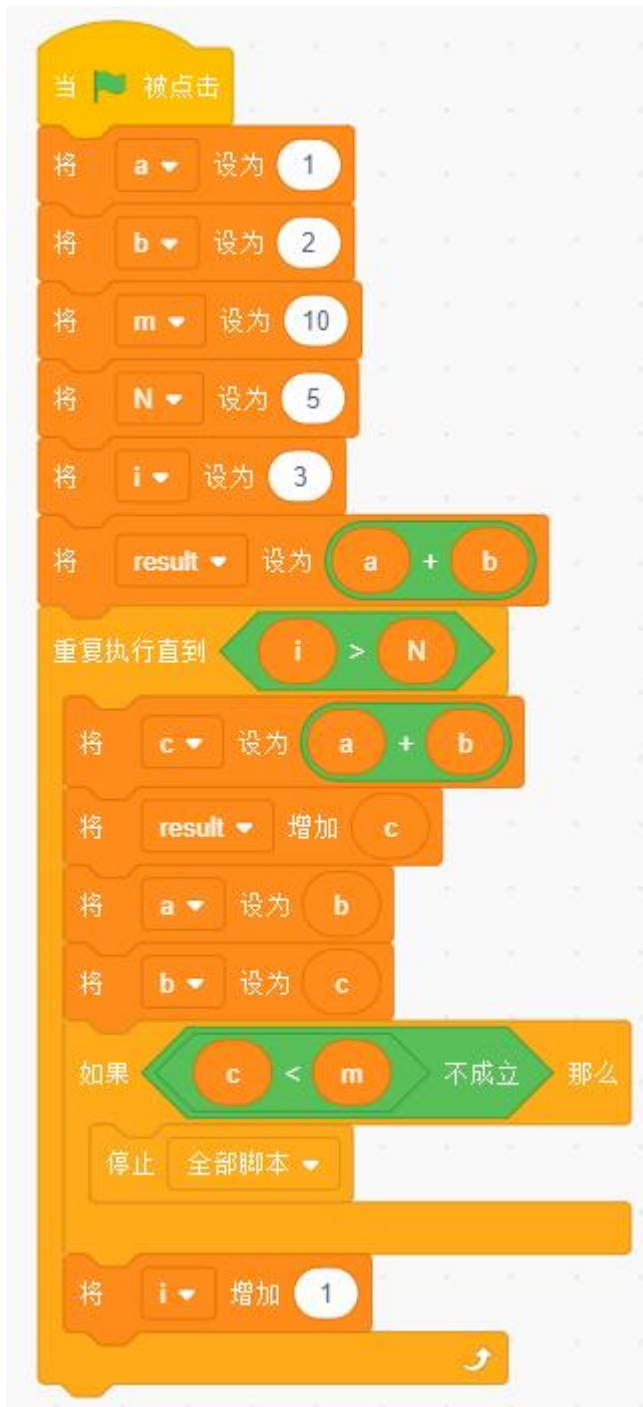 当 被点击
将 a 设为 1
将 b 设为 2
将 m 设为 10
将 N 设为 5
将 i 设为 3
将 result 设为 a + b
重复执行直到 i > N
将 c 设为 a + b
将 result 增加 c
将 a 设为 b
将 b 设为 c
如果 c < m 不成立 那么
停止 全部脚本
将 i 增加 1